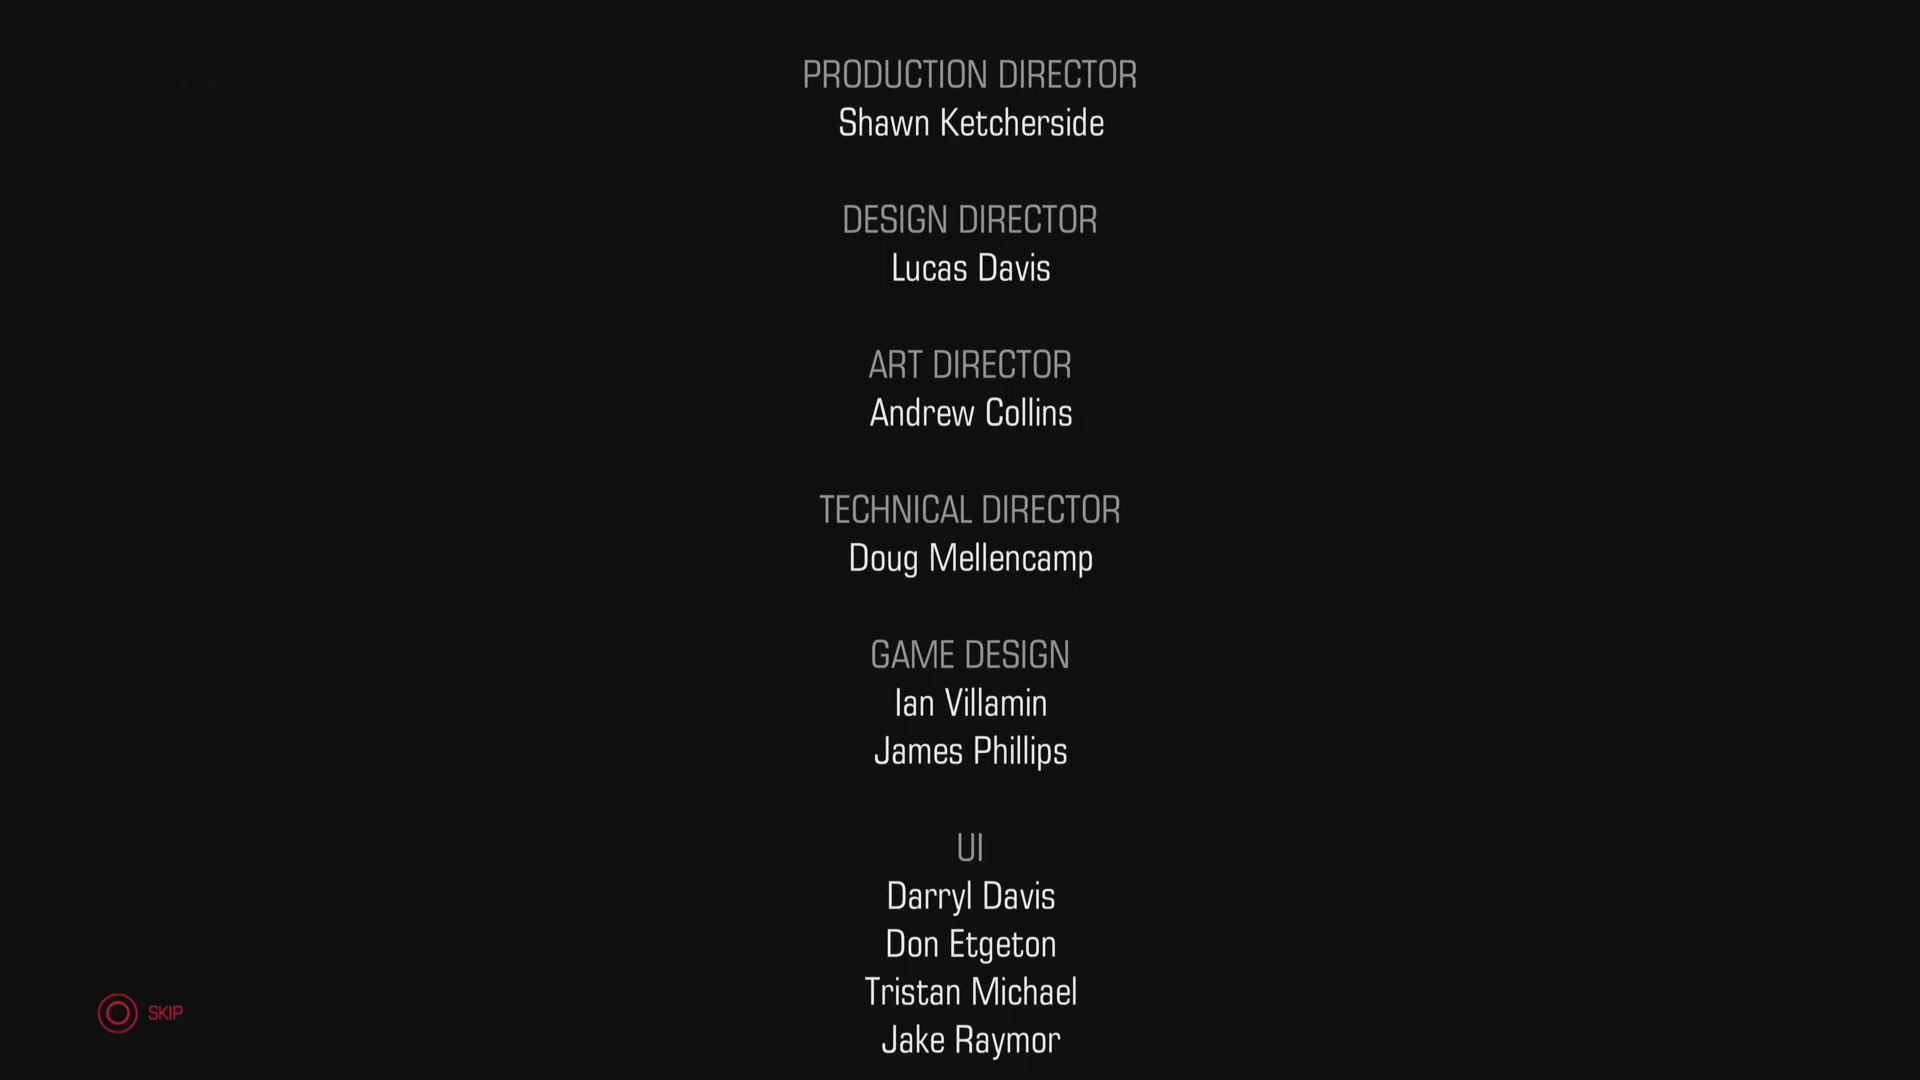 PRODUCTION DIRECTOR
Shawn Ketcherside
DESIGN DIRECTOR
Lucas Davis
ART DIRECTOR
Andrew Collins
TECHNICAL DIRECTOR
Doug Mellencamp
GAME DESIGN
Ian Villamin
James Phillips
UI
Darryl Davis
Don Etgeton
Tristan Michael
Jake Raymor
SKIP